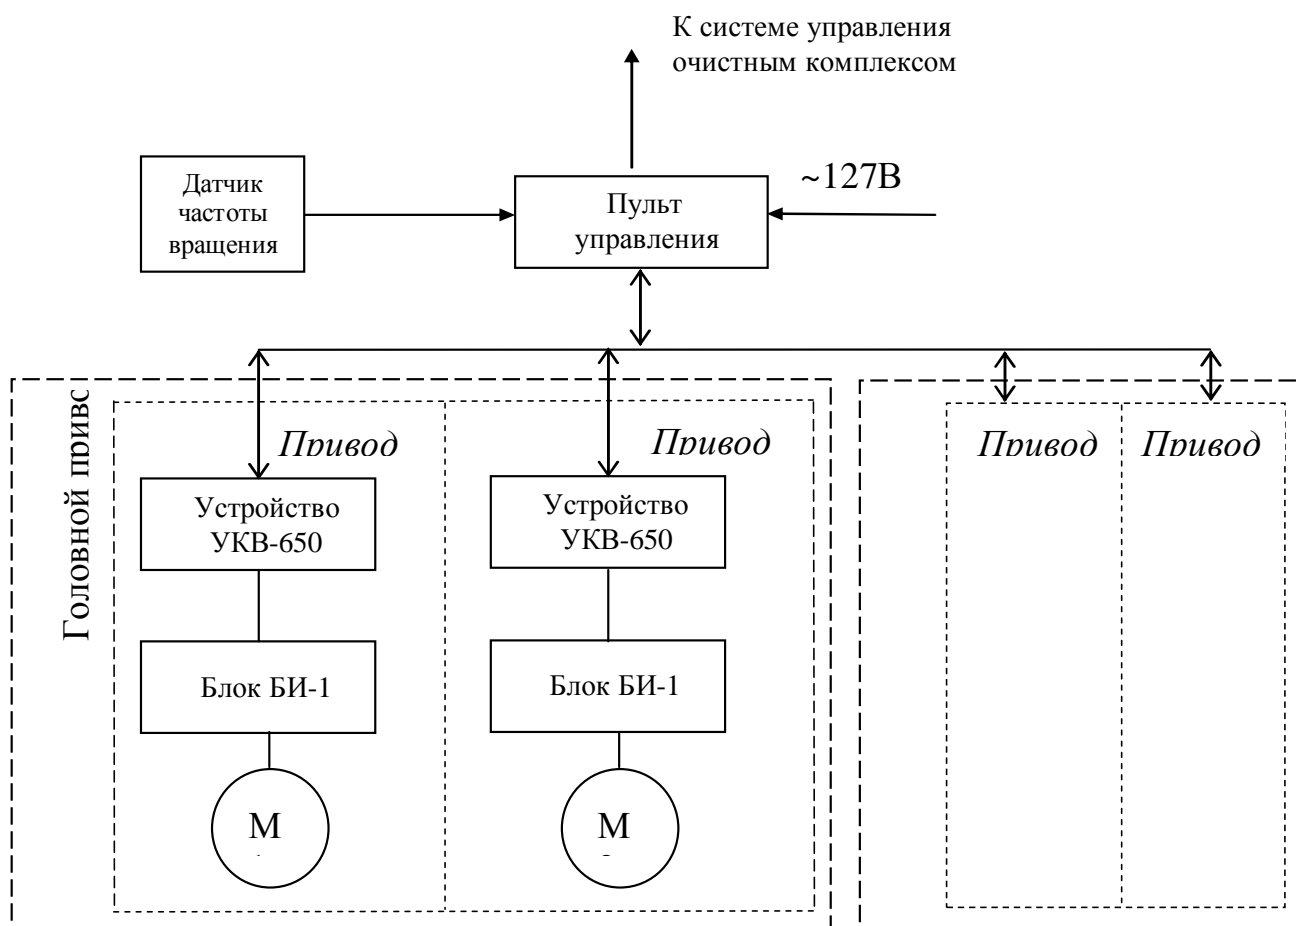 К системе управления
очистным комплексом
~127В
Датчик
частоты
вращения
Пульт
управления
Головной
Привод
Привод
Привод
Привод
Устройство
УКВ-650
Устройство
УКВ-650
Блок БИ-1
Блок БИ-1
М
М